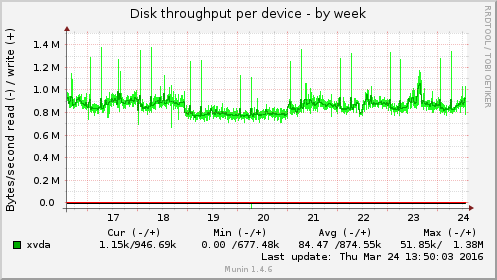 Disk throughput per device - by week
RRDTOOL / TOBI OETIKER
Bytes/second read (-) / write (+)
1.4 M
1.2 M
1.0 M
0.8 M
0.6 M
0.4 M
0.2 M
0.0
17 18 19 20 21 22 23 24
Cur (-/+) Min (-/+) Avg (-/+) Max (-/+)
xvda 1.15k/946.69k 0.00 /677.48k 84.47 /874.55k 51.85k/ 1.38M
Last update: Thu Mar 24 13:50:03 2016
Munin 1.4.6